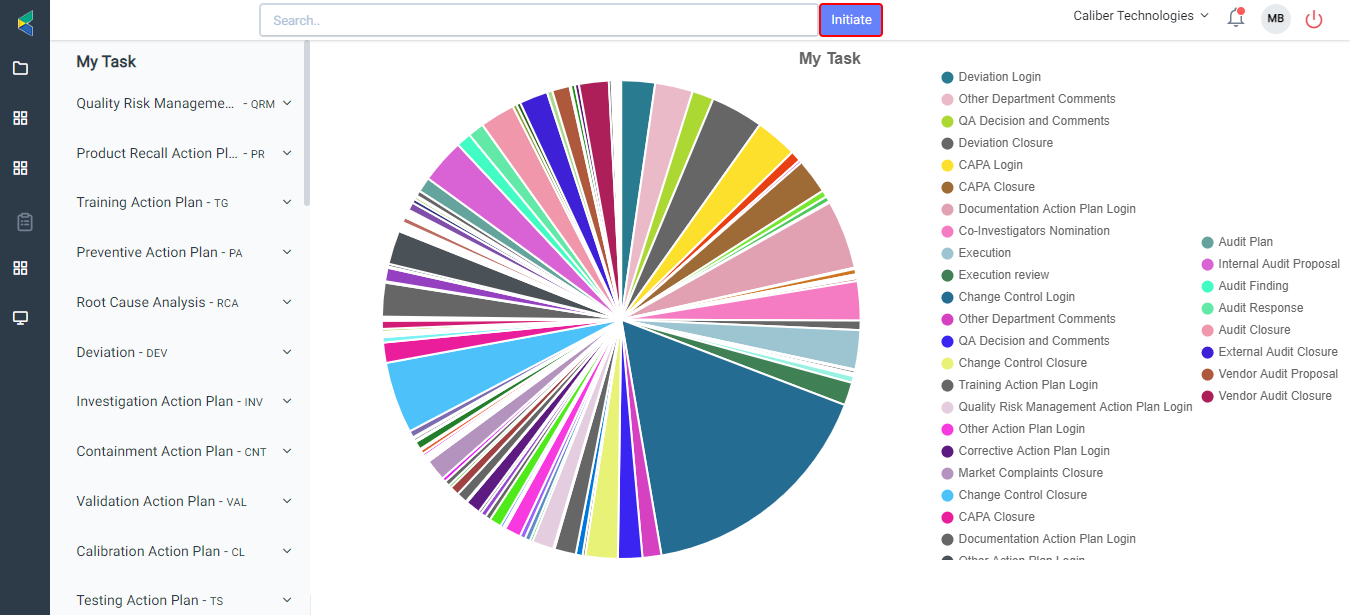 Search..
Initiate
Caliber Technologies
MB
My Task
Quality Risk Manageme... - QRM
Product Recall Action Pl... - PR
Training Action Plan - TG
Preventive Action Plan - PA
Root Cause Analysis - RCA
Deviation - DEV
Investigation Action Plan - INV
Containment Action Plan - CNT
Validation Action Plan - VAL
Calibration Action Plan - CL
Testing Action Plan - TS
My Task
Deviation Login
Other Department Comments
QA Decision and Comments
Deviation Closure
CAPA Login
CAPA Closure
Documentation Action Plan Login
Co-Investigators Nomination
Execution
Execution review
Change Control Login
Other Department Comments
QA Decision and Comments
Change Control Closure
Training Action Plan Login
Quality Risk Management Action Plan Login
Other Action Plan Login
Corrective Action Plan Login
Market Complaints Closure
Change Control Closure
CAPA Closure
Documentation Action Plan Login
Other Action Plan Login
Audit Plan
Internal Audit Proposal
Audit Finding
Audit Response
Audit Closure
External Audit Closure
Vendor Audit Proposal
Vendor Audit Closure